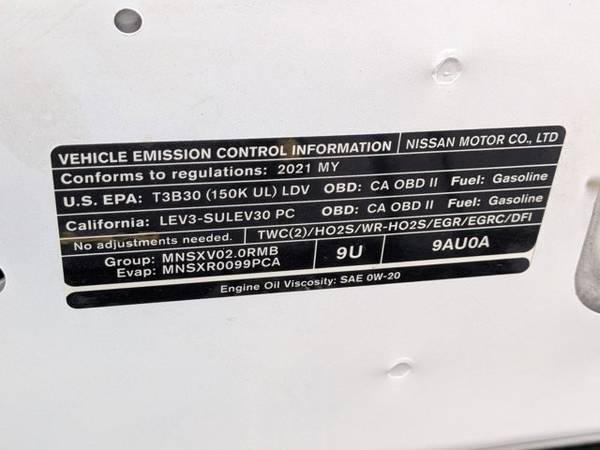 VEHICLE EMISSION CONTROL INFORMATION NISSAN MOTOR CO., LTD
Conforms to regulations: 2021 MY
U.S. EPA: T3B30 (150K UL) LDV OBD: CA OBD II Fuel: Gasoline
California: LEV3-SULEV30 PC OBD: CA OBD II Fuel: Gasoline
No adjustments needed. TWC(2)/HO2S/WR-HO2S/EGR/EGRC/DFI
Group: MNSXV02.0RMB
Evap: MNSXR0099PCA
9U
9AU0A
Engine Oil Viscosity: SAE 0W-20